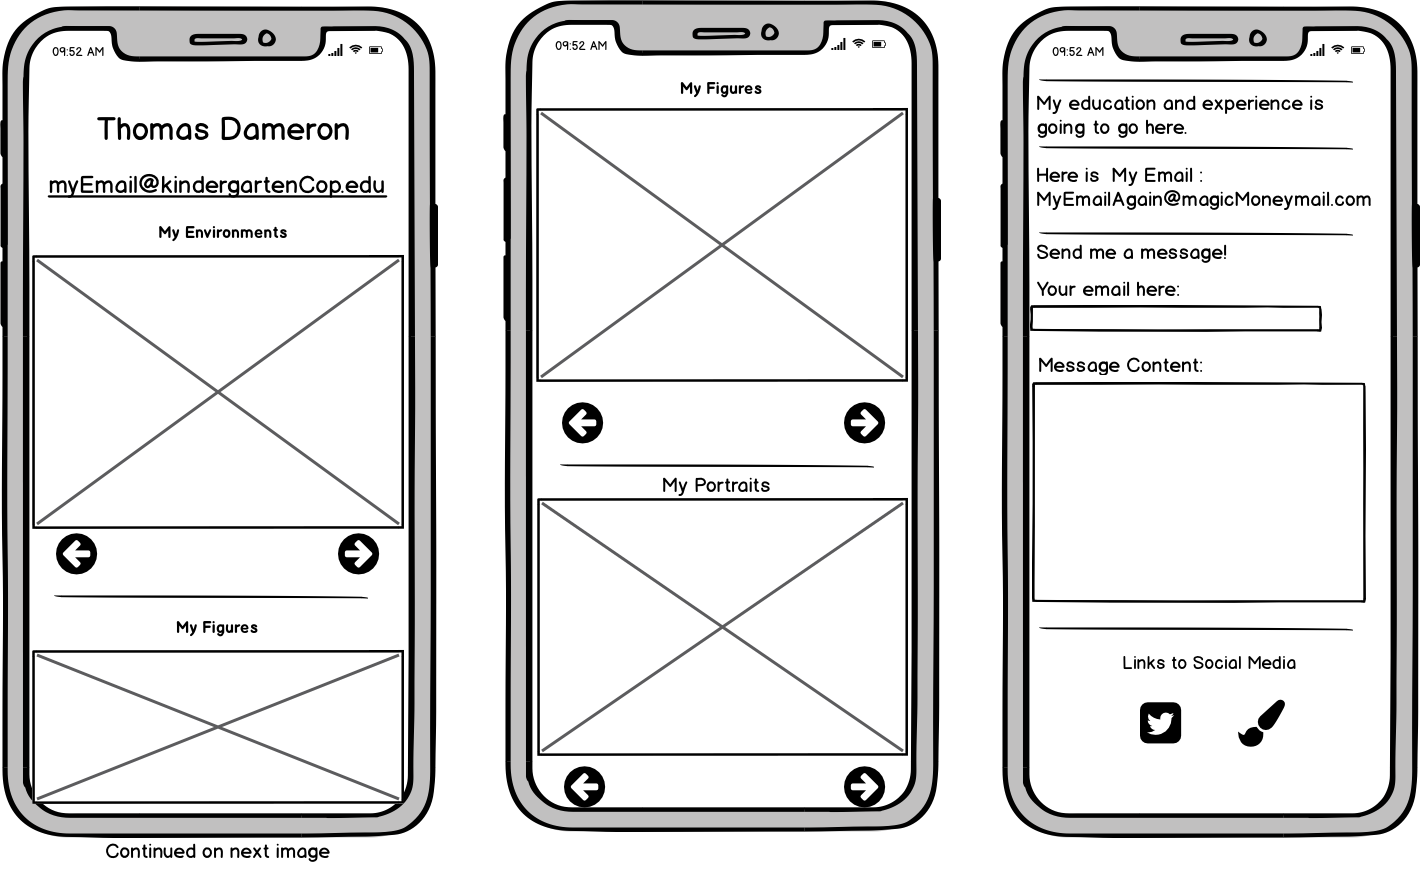 09:52 AM
Thomas Dameron
myEmail@kindergartenCop.edu
My Environments
My Figures
Continued on next image
09:52 AM
My Figures
My Portraits
09:52 AM
My education and experience is
going to go here.
Here is  My Email :
MyEmailAgain@magicMoneymail.com
Send me a message!
Your email here:
Message Content:
Links to Social Media